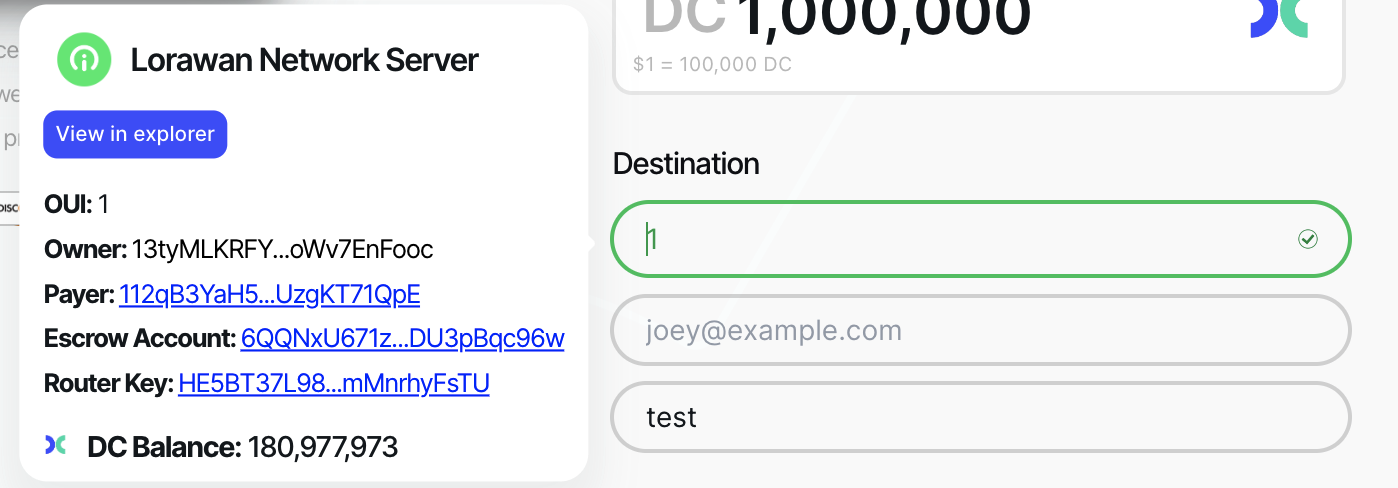 Lorawan Network Server
View in explorer
OUI: 1
Owner: 13tyMLKRFY...oWv7EnFooc
Payer: 112qB3YaH5...UzgKT71QpE
Escrow Account: 6QQNxU671z...DU3pBqc96w
Router Key: HE5BT37L98...mMnrhyFsTU
DC Balance: 180,977,973
DC 1,000,000
$1 = 100,000 DC
Destination
1
joey@example.com
test